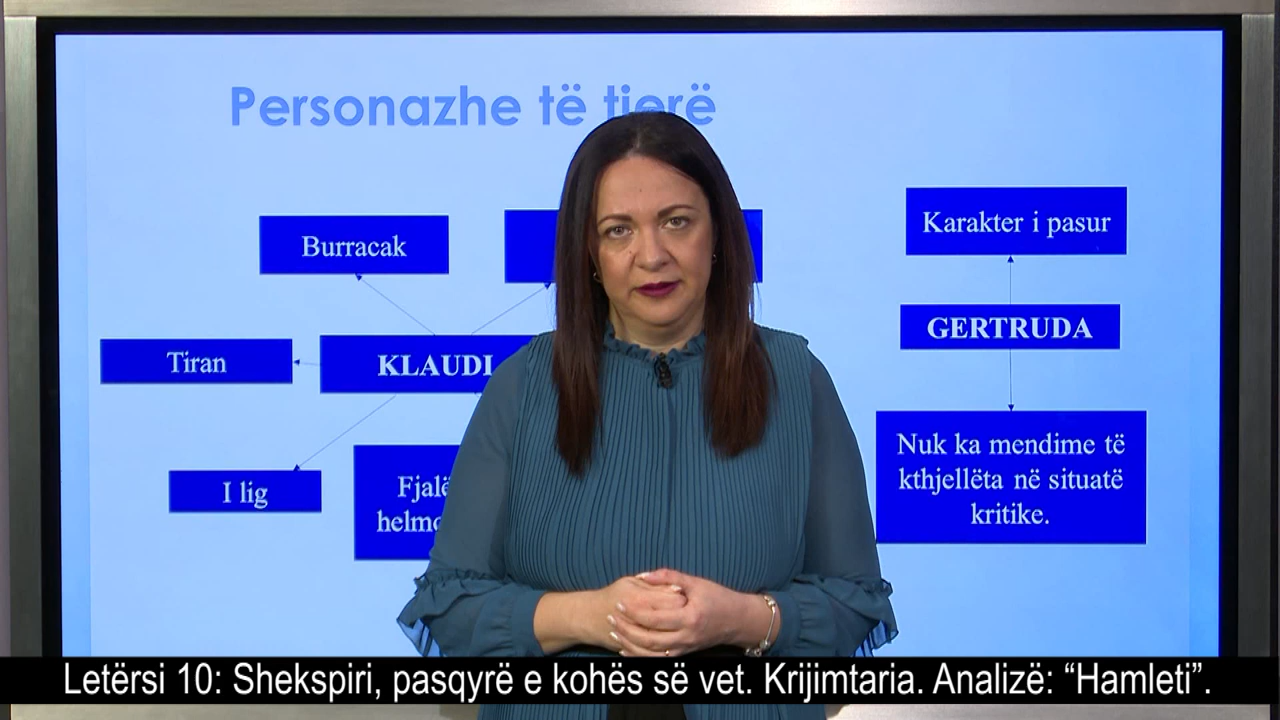 Personazhe të tjerë
Burracak
Karakter i pasur
GERTRUDA
Tiran
KLAUDI
Nuk ka mendime të
kthjellëta në situatë
kritike.
I lig
Letërsi 10: Shekspiri, pasqyrë e kohës së vet. Krijimtaria. Analizë: “Hamleti”.